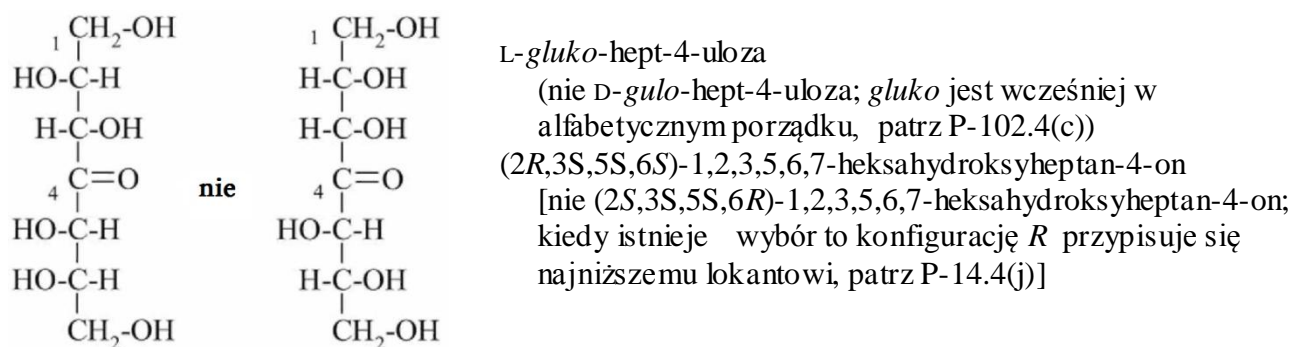 1 CH2-OH
HO-C-H
H-C-OH
4 C=O
HO-C-H
HO-C-H
CH2-OH
nie
1 CH2-OH
H-C-OH
H-C-OH
4 C=O
HO-C-H
H-C-OH
CH2-OH
L-gluko-hept-4-uloza
(nie D-gulo-hept-4-uloza; gluko jest wcześniej w
alfabetycznym porządku, patrz P-102.4(c))
(2R,3S,5S,6S)-1,2,3,5,6,7-heksahydroksyheptan-4-on
[nie (2S,3S,5S,6R)-1,2,3,5,6,7-heksahydroksyheptan-4-on;
kiedy istnieje wybór to konfigurację R przypisuje się
najniższemu lokantowi, patrz P-14.4(j)]